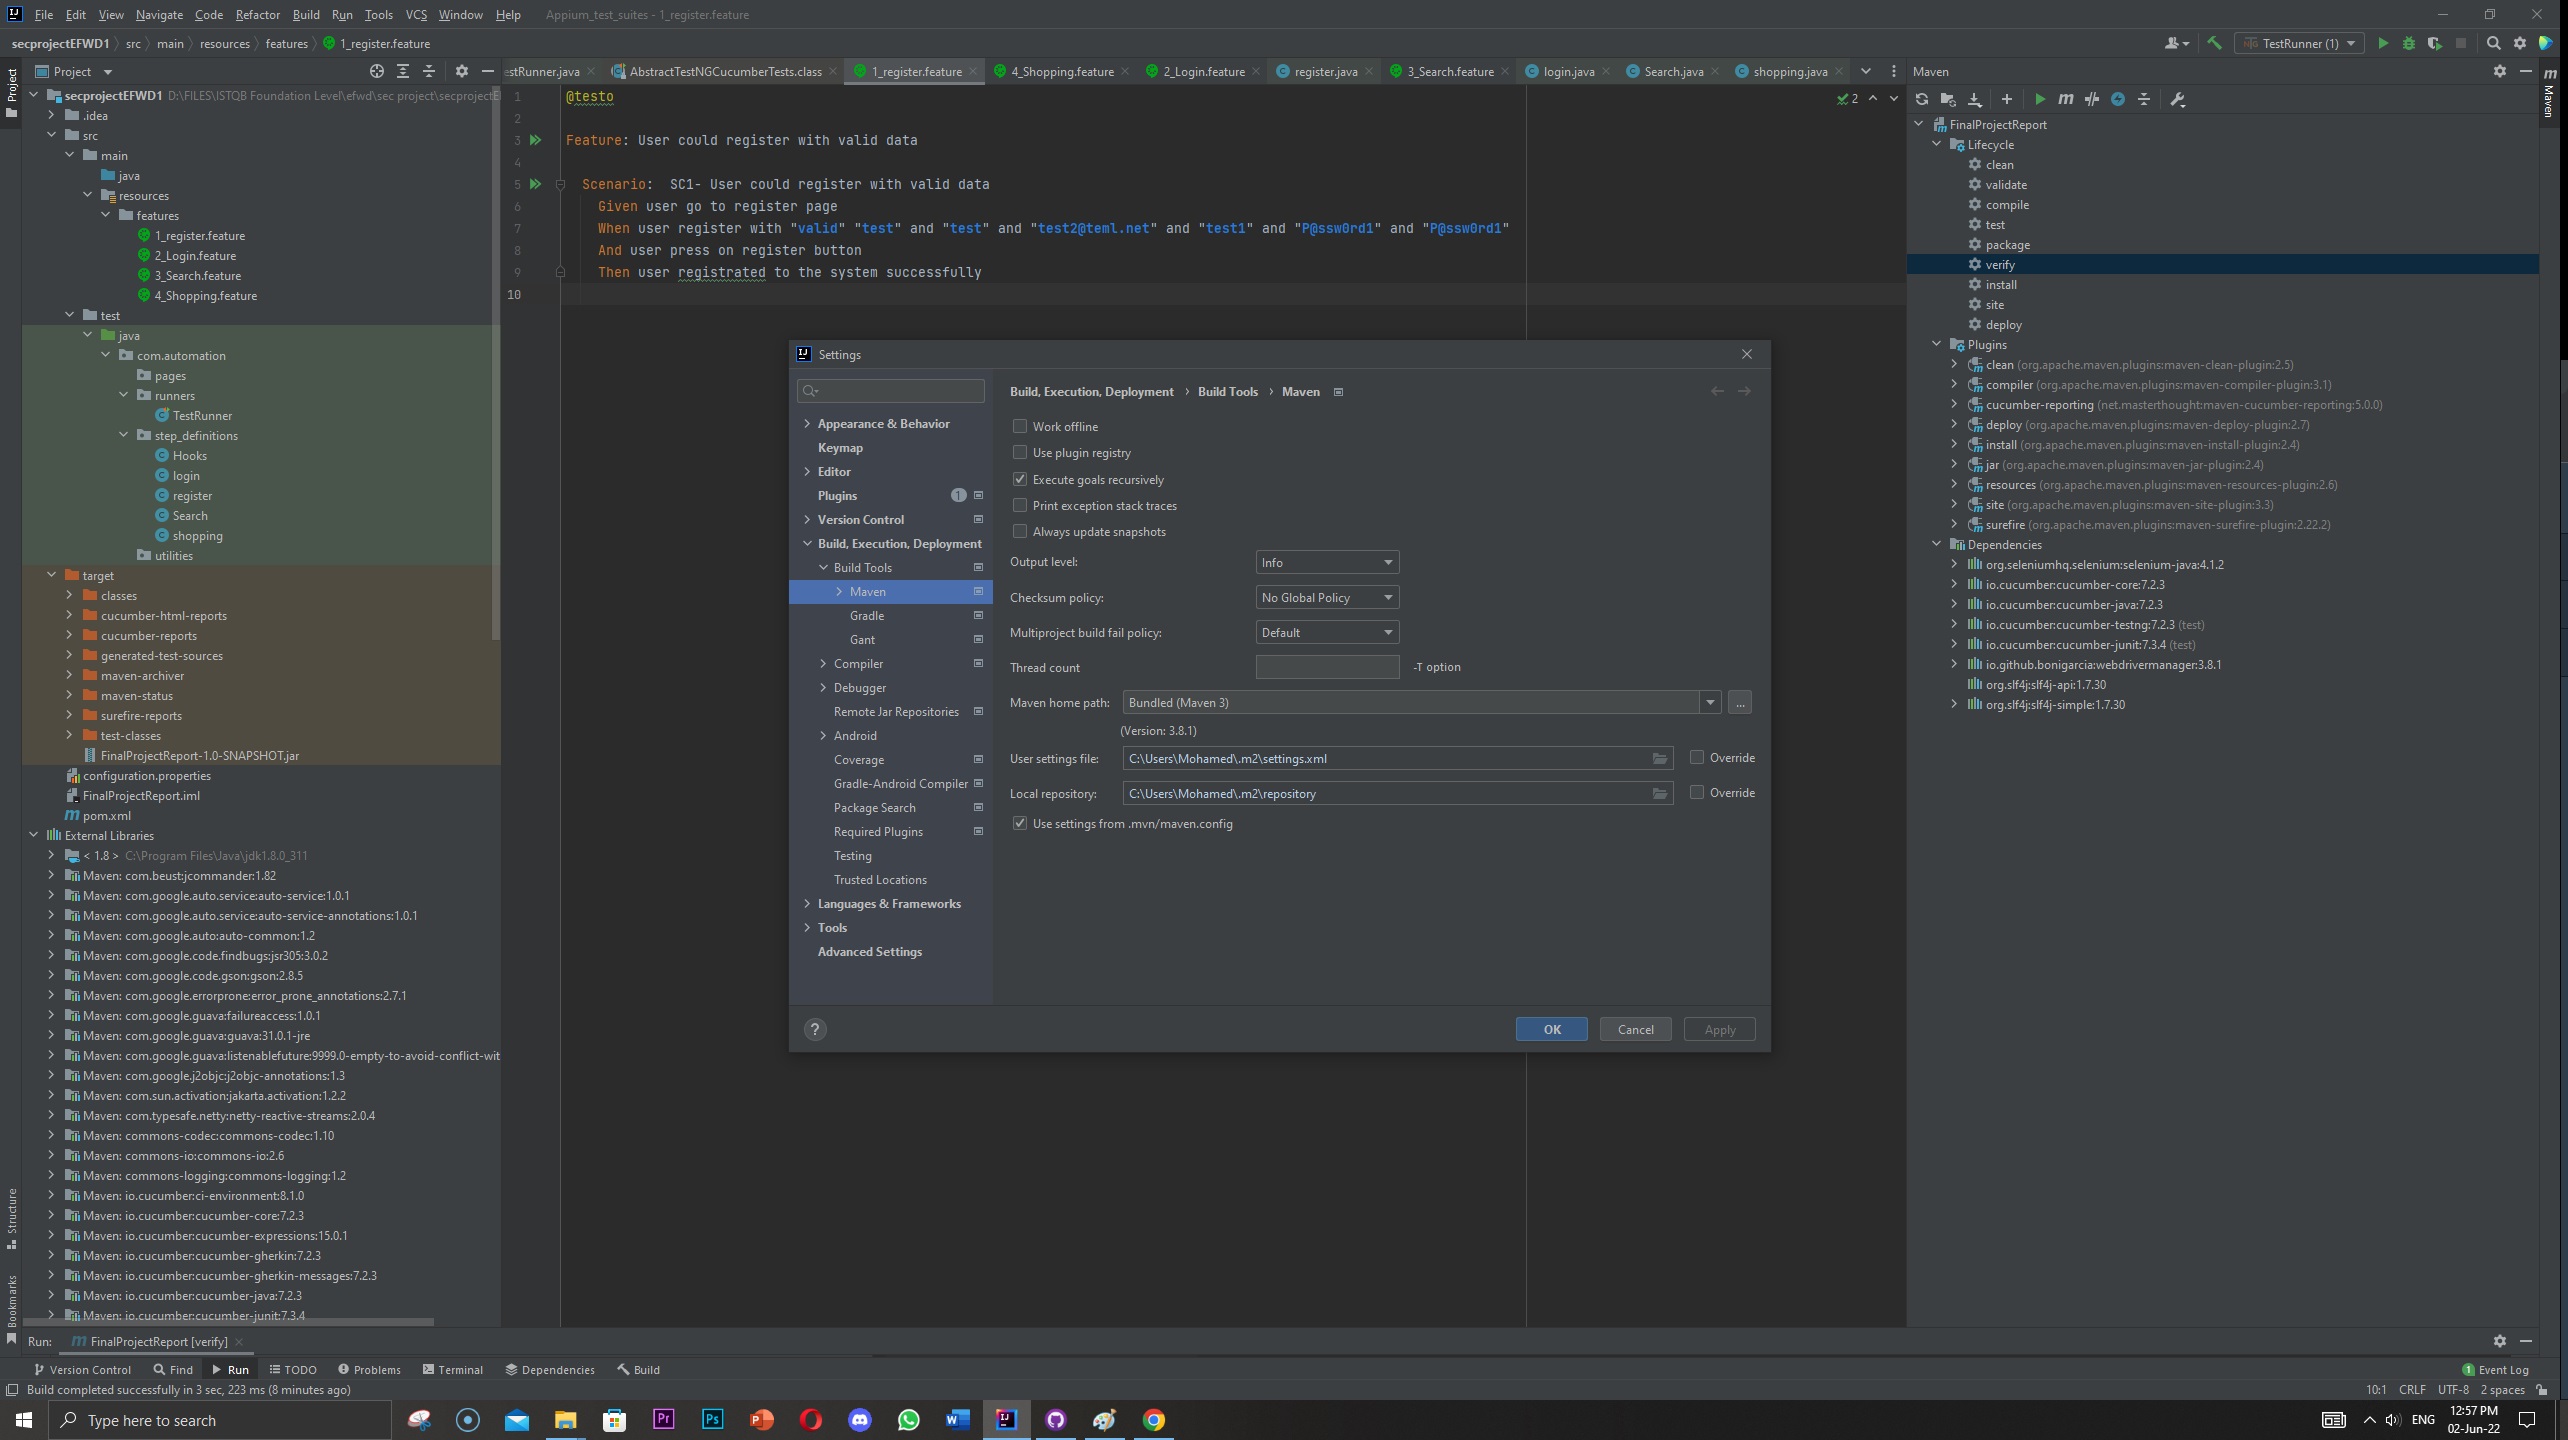 File Edit View Navigate Code Refactor Build Run Tools VCS Window Help Appium_test_suites - 1_register.feature
secprojectEFWD1 src main resources features 1_register.feature TestRunner (1)
Project
estRunner.java AbstractTestNGCucumberTests.class 1_register.feature 4_Shopping.feature 2_Login.feature register.java 3_Search.feature login.java Search.java shopping.java
Maven
Project
secprojectEFWD1 D:\FILES\ISTQB Foundation Level\efwd\sec project\secprojectE
.idea
src
main
java
resources
features
1_register.feature
2_Login.feature
3_Search.feature
4_Shopping.feature
test
java
com.automation
pages
runners
TestRunner
step_definitions
Hooks
login
register
Search
shopping
utilities
target
classes
cucumber-html-reports
cucumber-reports
generated-test-sources
maven-archiver
maven-status
surefire-reports
test-classes
FinalProjectReport-1.0-SNAPSHOT.jar
configuration.properties
FinalProjectReport.iml
pom.xml
External Libraries
< 1.8 > C:\Program Files\Java\jdk1.8.0_311
Maven: com.beust:jcommander:1.82
Maven: com.google.auto.service:auto-service:1.0.1
Maven: com.google.auto.service:auto-service-annotations:1.0.1
Maven: com.google.auto:auto-common:1.2
Maven: com.google.code.findbugs:jsr305:3.0.2
Maven: com.google.code.gson:gson:2.8.5
Maven: com.google.errorprone:error_prone_annotations:2.7.1
Maven: com.google.guava:failureaccess:1.0.1
Maven: com.google.guava:guava:31.0.1-jre
Maven: com.google.guava:listenablefuture:9999.0-empty-to-avoid-conflict-wit
Maven: com.google.j2objc:j2objc-annotations:1.3
Maven: com.sun.activation:jakarta.activation:1.2.2
Maven: com.typesafe.netty:netty-reactive-streams:2.0.4
Maven: commons-codec:commons-codec:1.10
Maven: commons-io:commons-io:2.6
Maven: commons-logging:commons-logging:1.2
Maven: io.cucumber:ci-environment:8.1.0
Maven: io.cucumber:cucumber-core:7.2.3
Maven: io.cucumber:cucumber-expressions:15.0.1
Maven: io.cucumber:cucumber-gherkin:7.2.3
Maven: io.cucumber:cucumber-gherkin-messages:7.2.3
Maven: io.cucumber:cucumber-java:7.2.3
Maven: io.cucumber:cucumber-junit:7.3.4
Structure
Bookmarks
1 @testo
2
3 Feature: User could register with valid data
4
5 Scenario: SC1- User could register with valid data
6 Given user go to register page
7 When user register with "valid" "test" and "test" and "test2@teml.net" and "test1" and "P@ssw0rd1" and "P@ssw0rd1"
8 And user press on register button
9 Then user registrated to the system successfully
10
2
Settings
Appearance & Behavior
Keymap
Editor
Plugins 1
Version Control
Build, Execution, Deployment
Build Tools
Maven
Gradle
Gant
Compiler
Debugger
Remote Jar Repositories
Android
Coverage
Gradle-Android Compiler
Package Search
Required Plugins
Testing
Trusted Locations
Languages & Frameworks
Tools
Advanced Settings
Build, Execution, Deployment › Build Tools › Maven
Work offline
Use plugin registry
Execute goals recursively
Print exception stack traces
Always update snapshots
Output level: Info
Checksum policy: No Global Policy
Multiproject build fail policy: Default
Thread count -T option
Maven home path: Bundled (Maven 3) ...
(Version: 3.8.1)
User settings file: C:\Users\Mohamed\.m2\settings.xml Override
Local repository: C:\Users\Mohamed\.m2\repository Override
Use settings from .mvn/maven.config
? OK Cancel Apply
Maven
FinalProjectReport
Lifecycle
clean
validate
compile
test
package
verify
install
site
deploy
Plugins
clean (org.apache.maven.plugins:maven-clean-plugin:2.5)
compiler (org.apache.maven.plugins:maven-compiler-plugin:3.1)
cucumber-reporting (net.masterthought:maven-cucumber-reporting:5.0.0)
deploy (org.apache.maven.plugins:maven-deploy-plugin:2.7)
install (org.apache.maven.plugins:maven-install-plugin:2.4)
jar (org.apache.maven.plugins:maven-jar-plugin:2.4)
resources (org.apache.maven.plugins:maven-resources-plugin:2.6)
site (org.apache.maven.plugins:maven-site-plugin:3.3)
surefire (org.apache.maven.plugins:maven-surefire-plugin:2.22.2)
Dependencies
org.seleniumhq.selenium:selenium-java:4.1.2
io.cucumber:cucumber-core:7.2.3
io.cucumber:cucumber-java:7.2.3
io.cucumber:cucumber-testng:7.2.3 (test)
io.cucumber:cucumber-junit:7.3.4 (test)
io.github.bonigarcia:webdrivermanager:3.8.1
org.slf4j:slf4j-api:1.7.30
org.slf4j:slf4j-simple:1.7.30
Run: FinalProjectReport [verify]
Version Control Find Run TODO Problems Terminal Dependencies Build 1 Event Log
Build completed successfully in 3 sec, 223 ms (8 minutes ago) 10:1 CRLF UTF-8 2 spaces
Type here to search Pr Ps ENG 12:57 PM
02-Jun-22